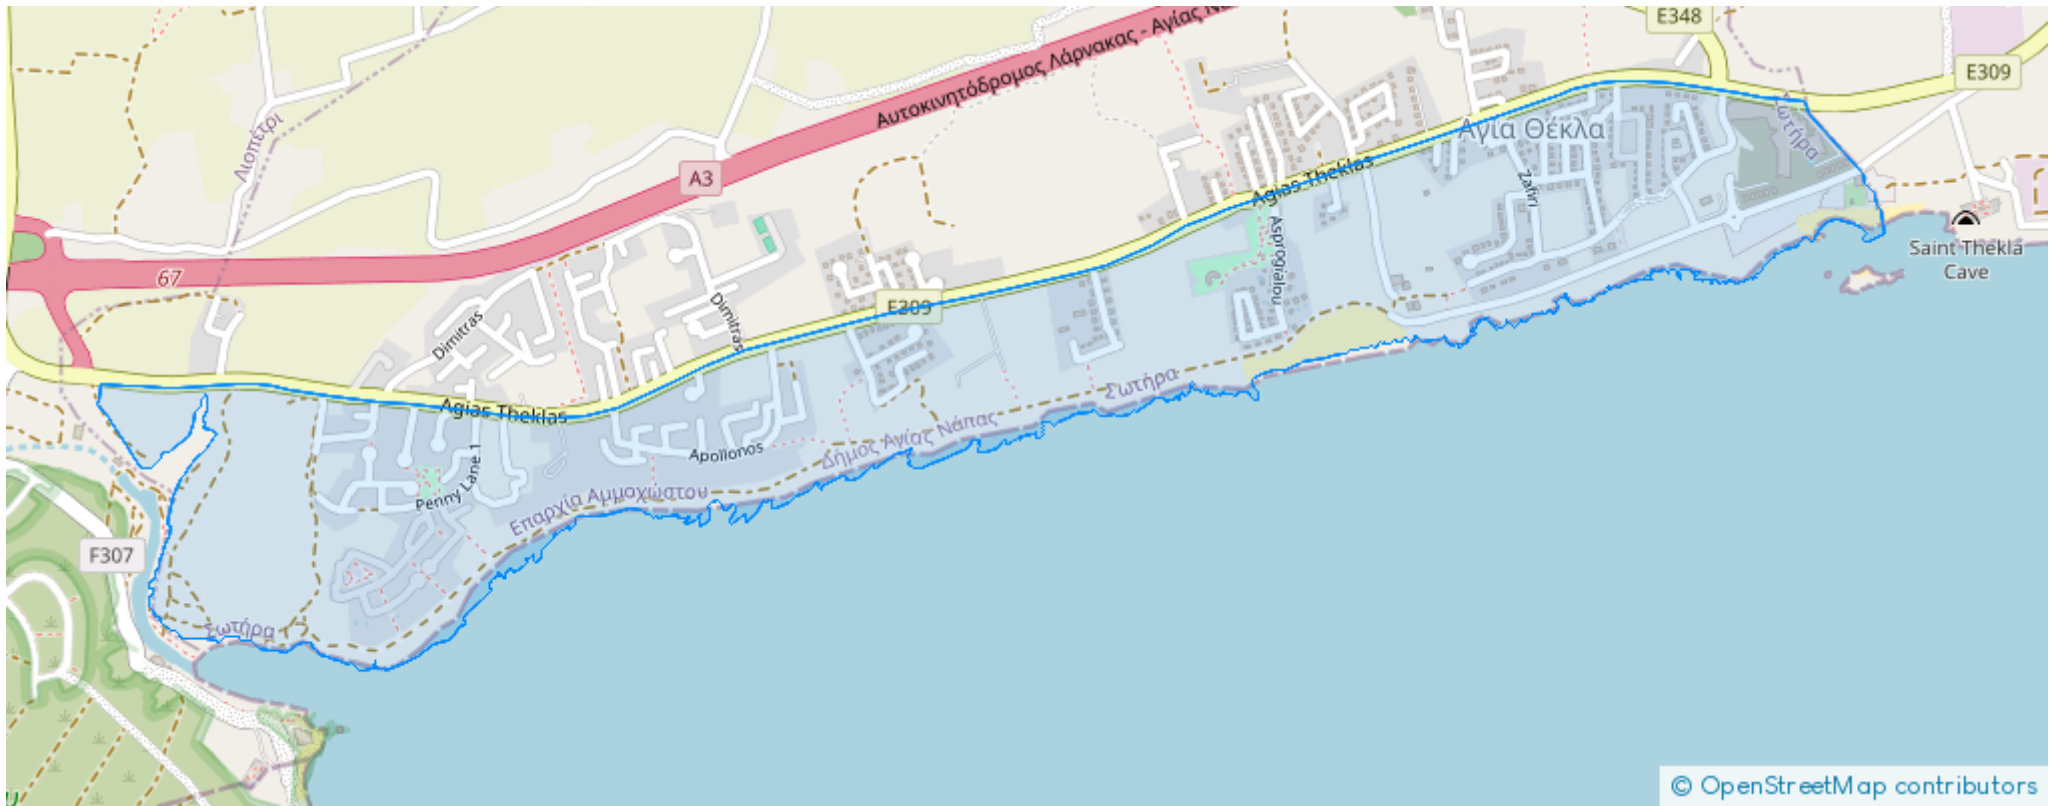 E348
E309
Αυτοκινητόδρομος Λάρνακας - Αγίας
Λιοπέτρι
Σωτήρα
Αγία Θέκλα
A3
Agias Theklas
Zafiri
Asprogialou
Saint Thekla
Cave
67
E309
Dimitras
Dimitras
Agias Theklas
Σωτήρα
Δήμος Αγίας Νάπας
Apollonos
Penny Lane 1
Επαρχία Αμμοχώστου
F307
Σωτήρα
© OpenStreetMap contributors